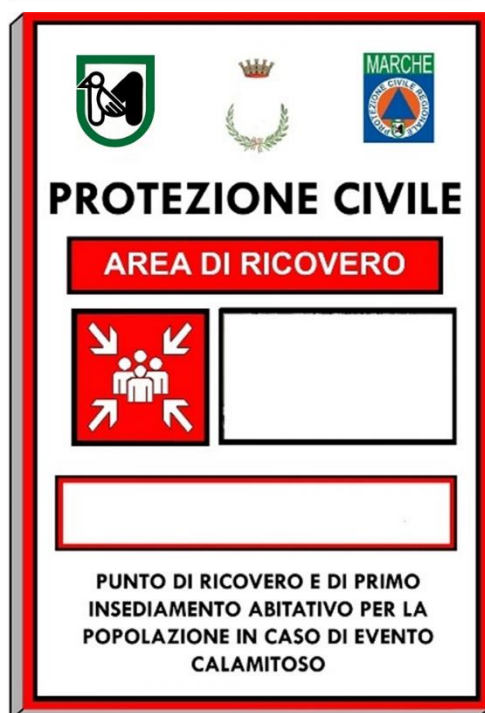 MARCHE
PROTEZIONE CIVILE REGIONALE
PROTEZIONE CIVILE
AREA DI RICOVERO
PUNTO DI RICOVERO E DI PRIMO
INSEDIAMENTO ABITATIVO PER LA
POPOLAZIONE IN CASO DI EVENTO
CALAMITOSO